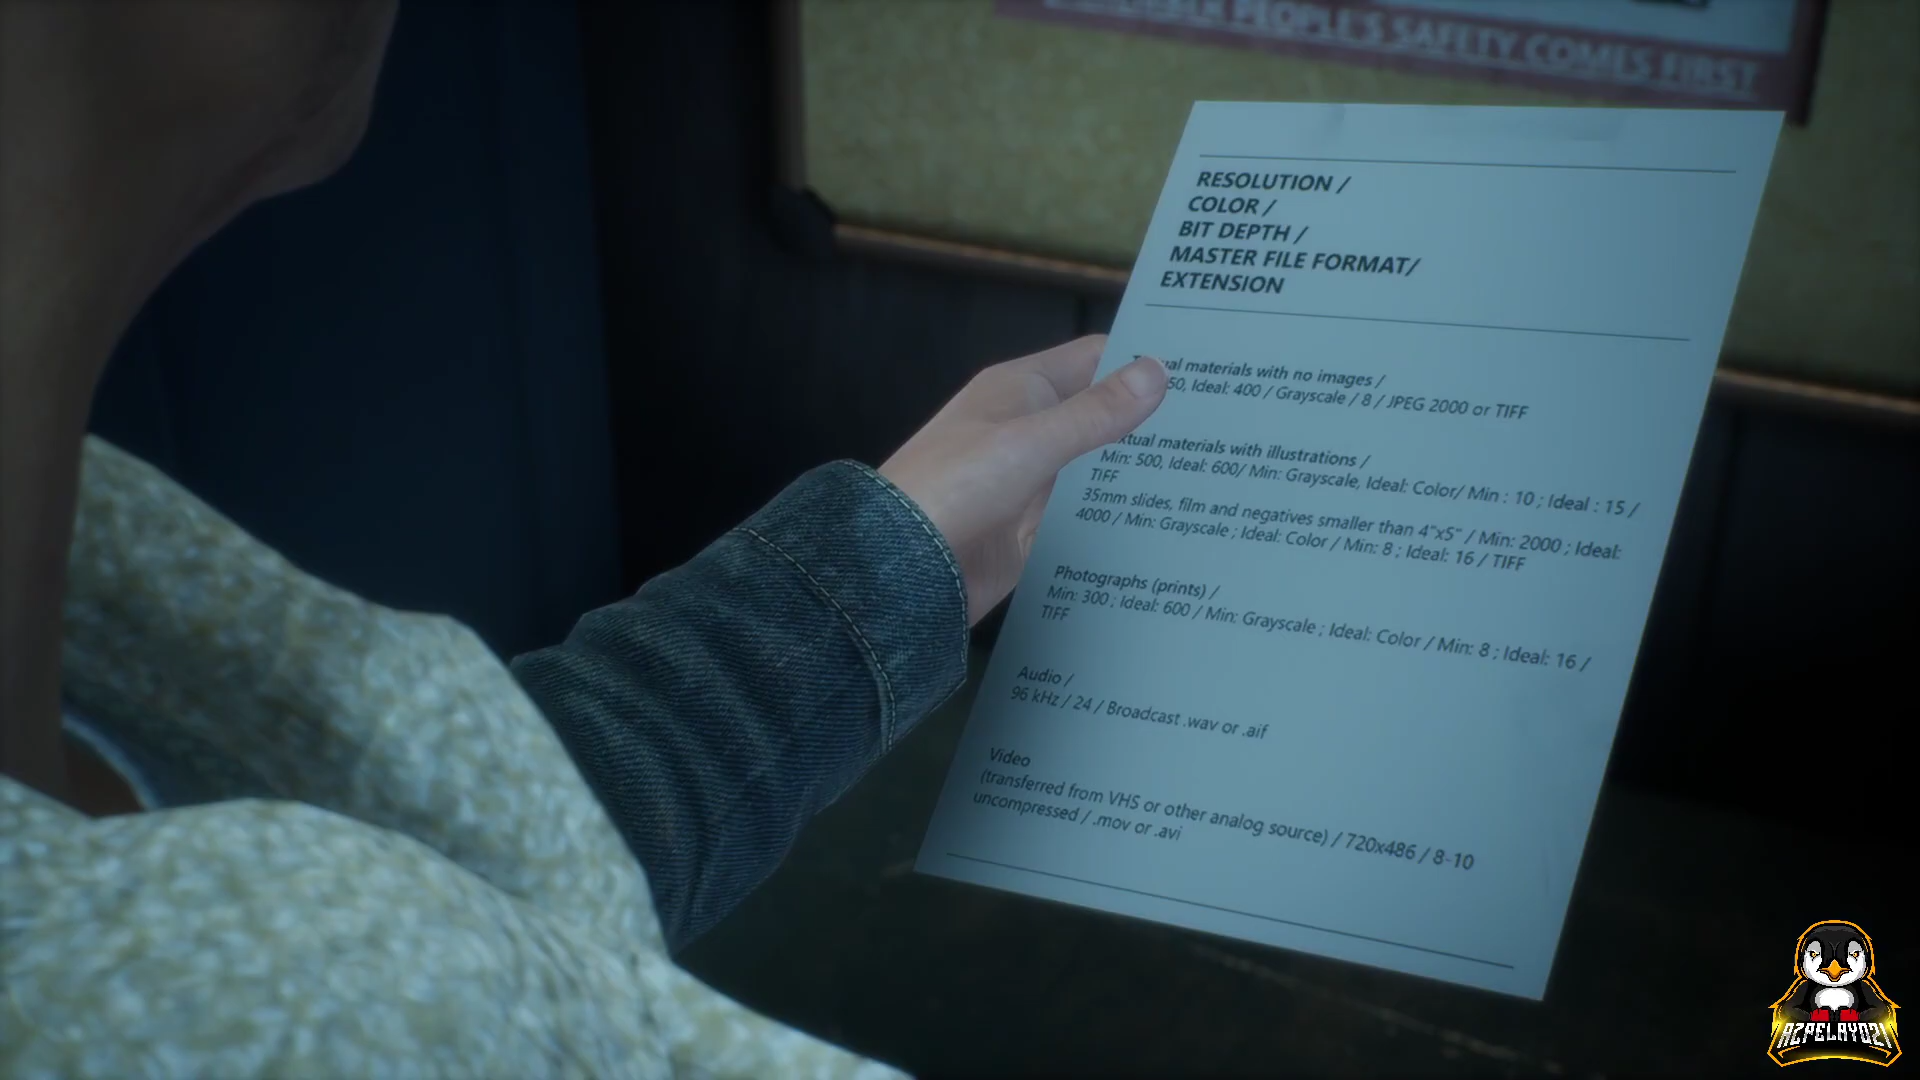 PEOPLE'S SAFETY COMES FIRST
RESOLUTION /
COLOR /
BIT DEPTH /
MASTER FILE FORMAT/
EXTENSION
materials with no images /
Ideal: 400 / Grayscale / 8 / JPEG 2000 or TIFF
materials with illustrations /
Min: 500, Ideal: 600/ Min: Grayscale, Ideal: Color/ Min : 10 ; Ideal : 15 /
TIFF
35mm slides, film and negatives smaller than 4"x5" / Min: 2000 ; Ideal:
4000 / Min: Grayscale ; Ideal: Color / Min: 8 ; Ideal: 16 / TIFF
Photographs (prints) /
Min: 300 ; Ideal: 600 / Min: Grayscale ; Ideal: Color / Min: 8 ; Ideal: 16 /
TIFF
Audio /
96 kHz / 24 / Broadcast .wav or .aif
Video
(transferred from VHS or other analog source) / 720x486 / 8-10
uncompressed / .mov or .avi
AZPELAYO21